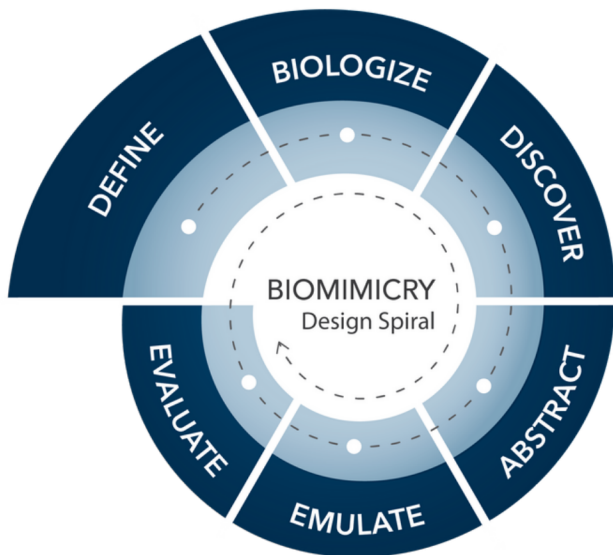 DEFINE
BIOLOGIZE
DISCOVER
ABSTRACT
EMULATE
EVALUATE
BIOMIMICRY
Design Spiral